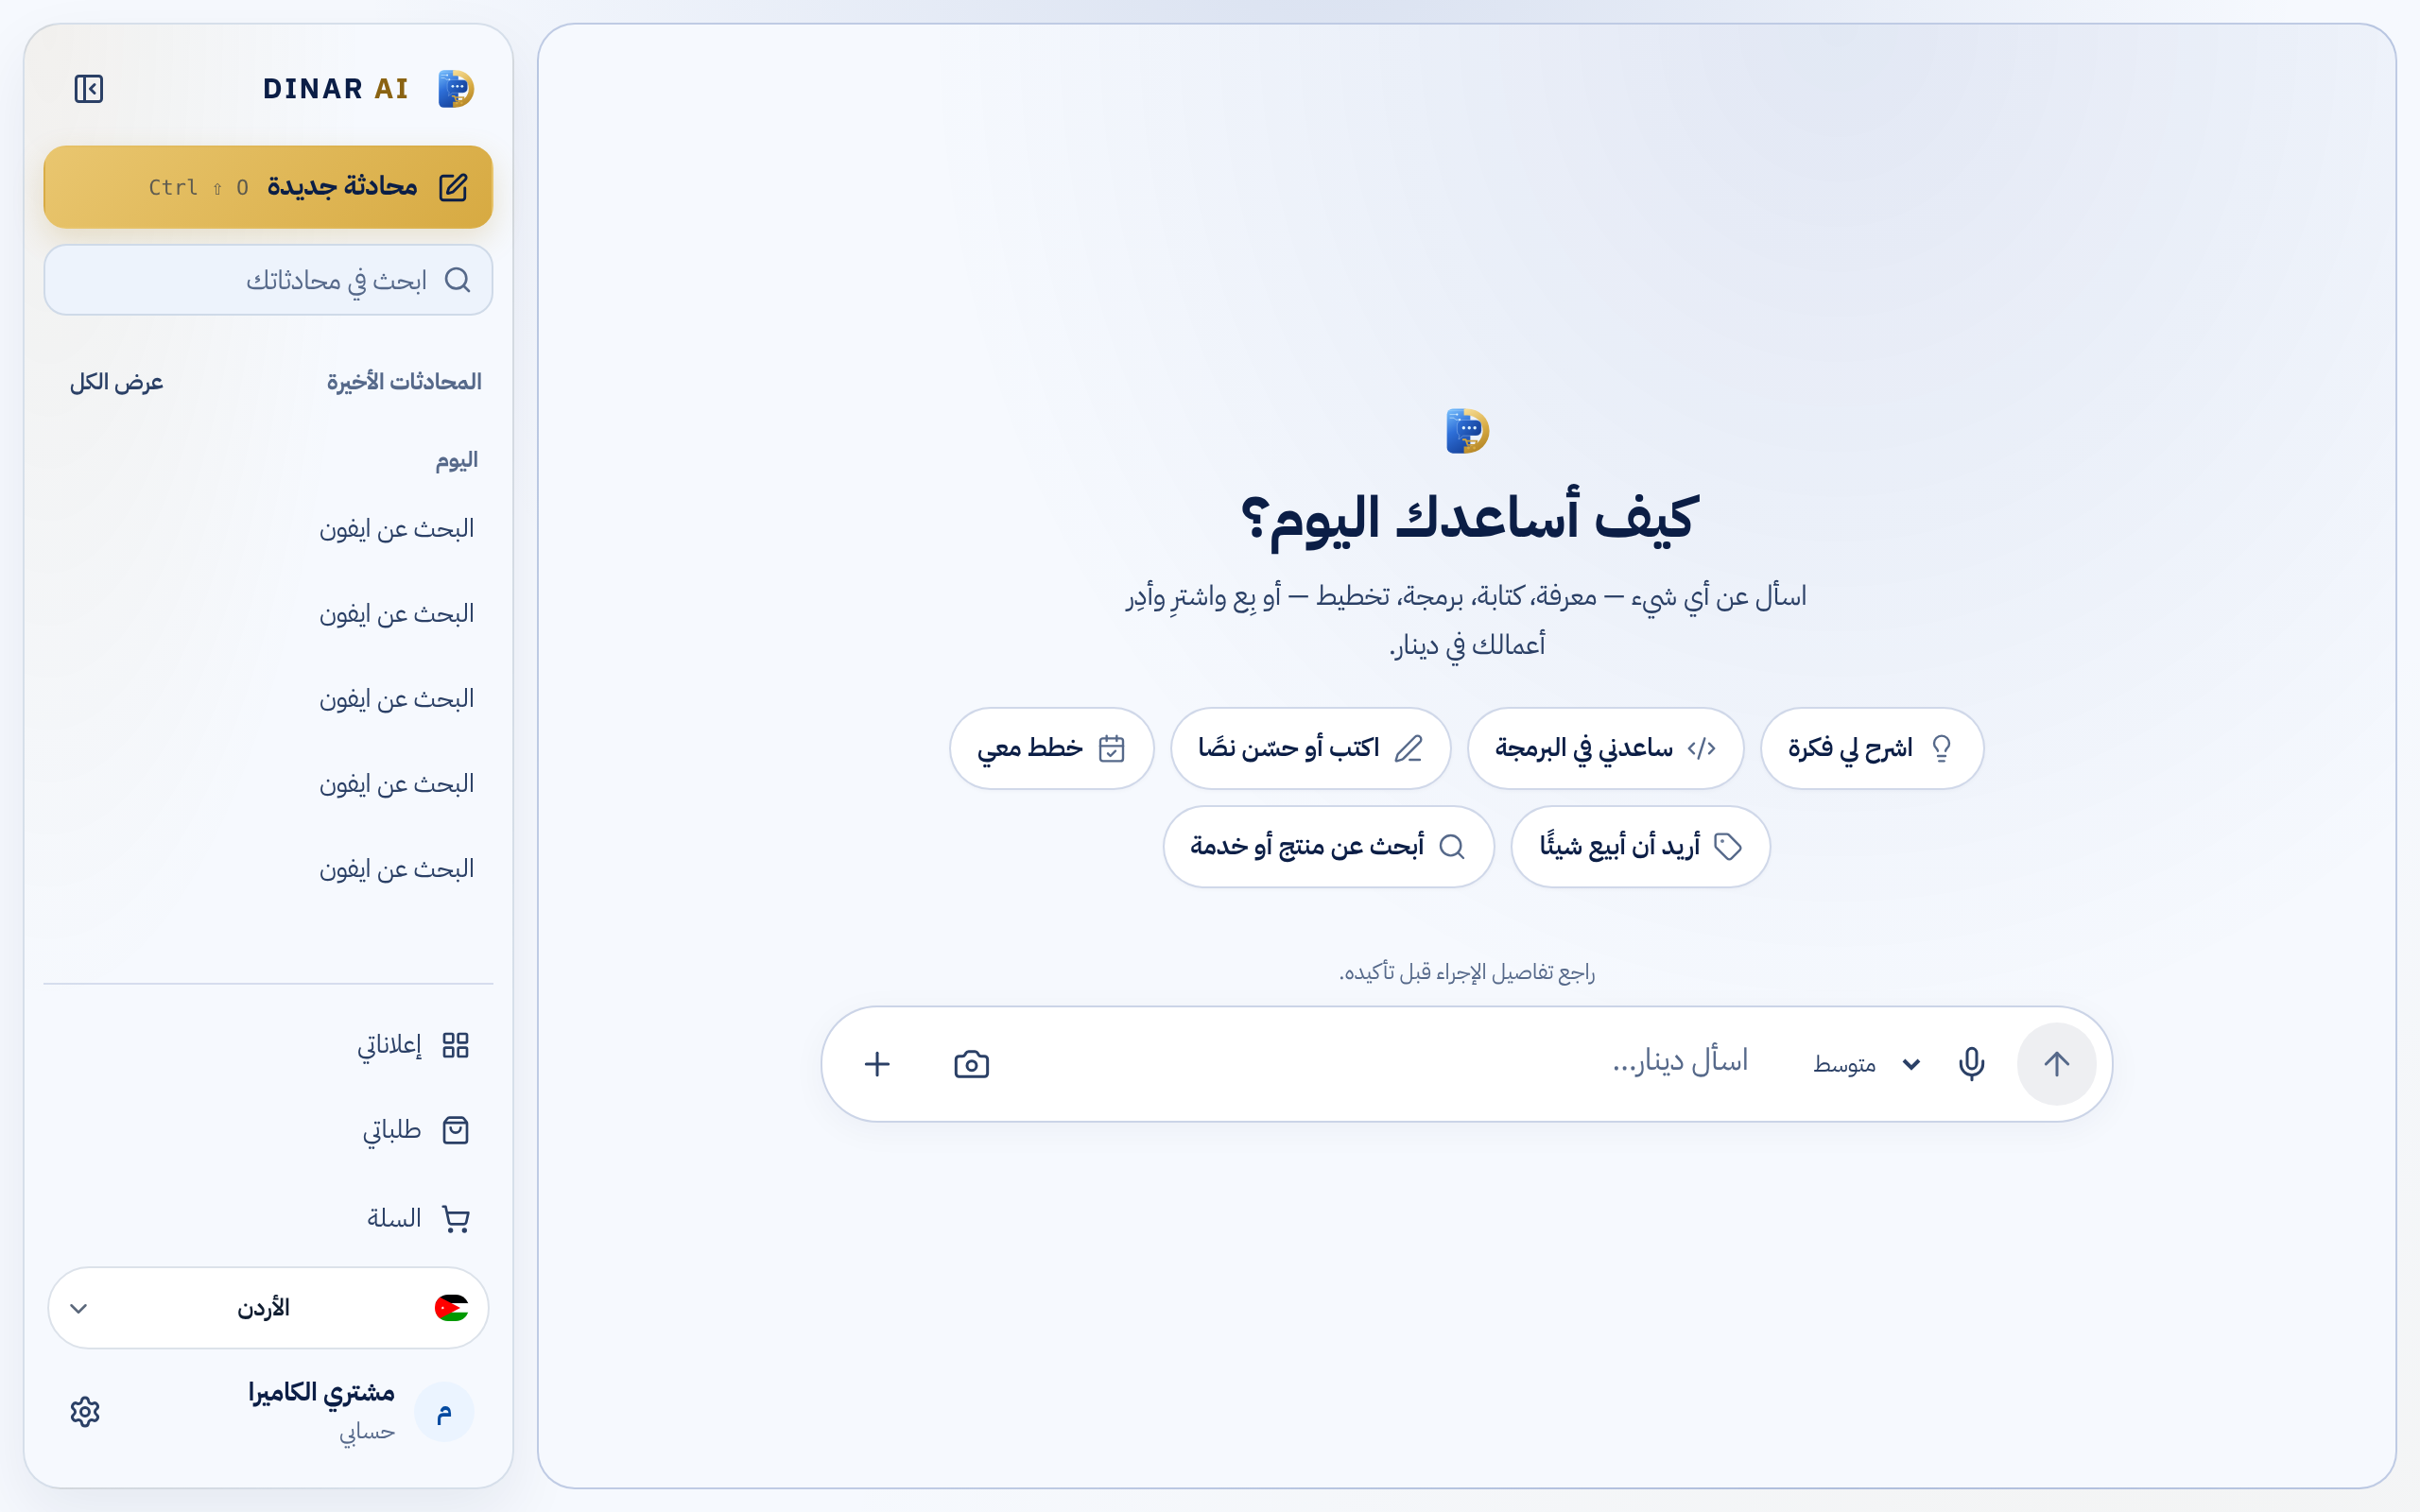 DINAR AI
محادثة جديدة Ctrl ⇧ O
ابحث في محادثاتك
المحادثات الأخيرة
عرض الكل
اليوم
البحث عن ايفون
البحث عن ايفون
البحث عن ايفون
البحث عن ايفون
البحث عن ايفون
إعلاناتي
طلباتي
السلة
الأردن
م
مشتري الكاميرا
حسابي
كيف أساعدك اليوم؟
اسأل عن أي شيء — معرفة، كتابة، برمجة، تخطيط — أو بِع واشترِ وأدِر
أعمالك في دينار.
اشرح لي فكرة
ساعدني في البرمجة
اكتب أو حسّن نصًا
خطط معي
أريد أن أبيع شيئًا
أبحث عن منتج أو خدمة
راجع تفاصيل الإجراء قبل تأكيده.
متوسط
اسأل دينار...